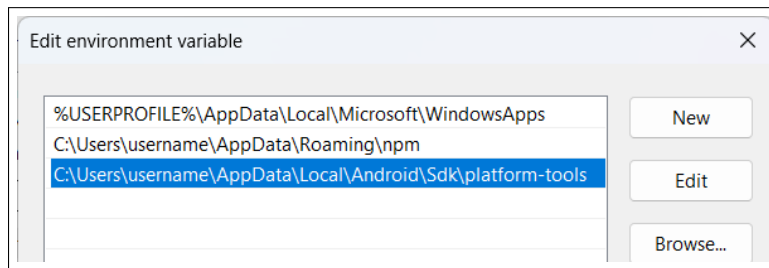 Edit environment variable
%USERPROFILE%\AppData\Local\Microsoft\WindowsApps
New
C:\Users\username\AppData\Roaming\npm
C:\Users\username\AppData\Local\Android\Sdk\platform-tools
Edit
Browse...